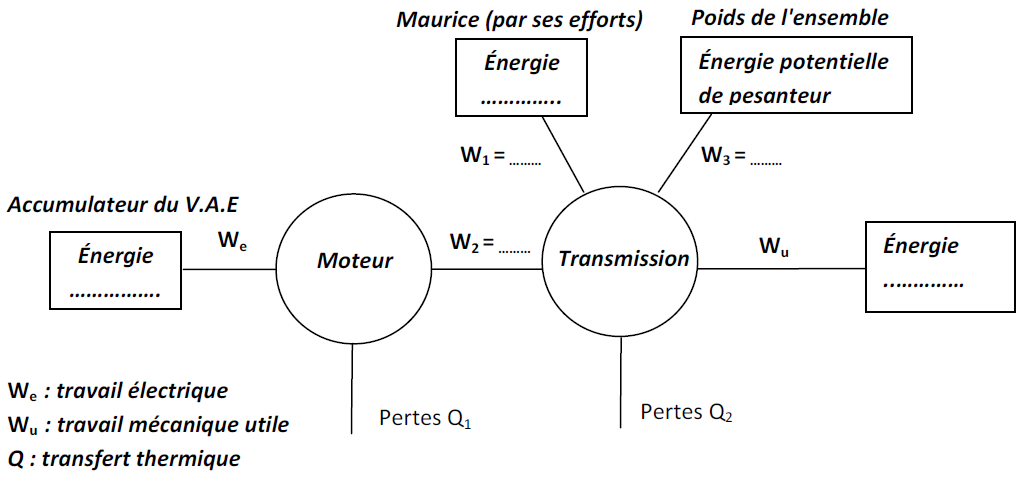 Maurice (par ses efforts)
Poids de l'ensemble
Énergie
…………..
Énergie potentielle
de pesanteur
W₁ = ………
W₃ = ………
Accumulateur du V.A.E
Énergie
…………….
Wₑ
Moteur
W₂ = ………
Transmission
Wᵤ
Énergie
..…………
Wₑ : travail électrique
Wᵤ : travail mécanique utile
Q : transfert thermique
Pertes Q₁
Pertes Q₂